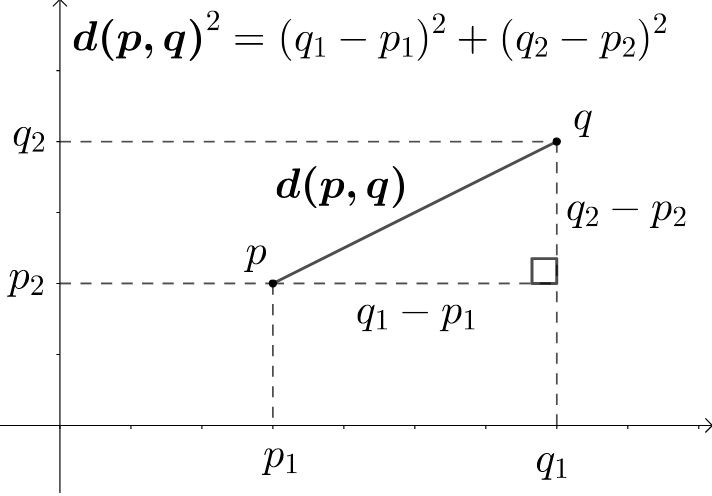 d(p, q)² = (q₁ − p₁)² + (q₂ − p₂)²
q
q₂
d(p, q)
q₂ − p₂
p
p₂
q₁ − p₁
p₁
q₁